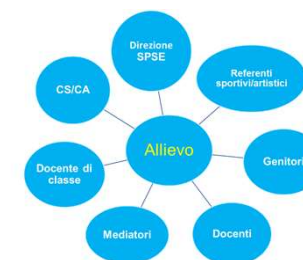 Direzione
SPSE
Referenti
sportivi/artistici
CS/CA
Allievo
Genitori
Docente di
classe
Mediatori
Docenti